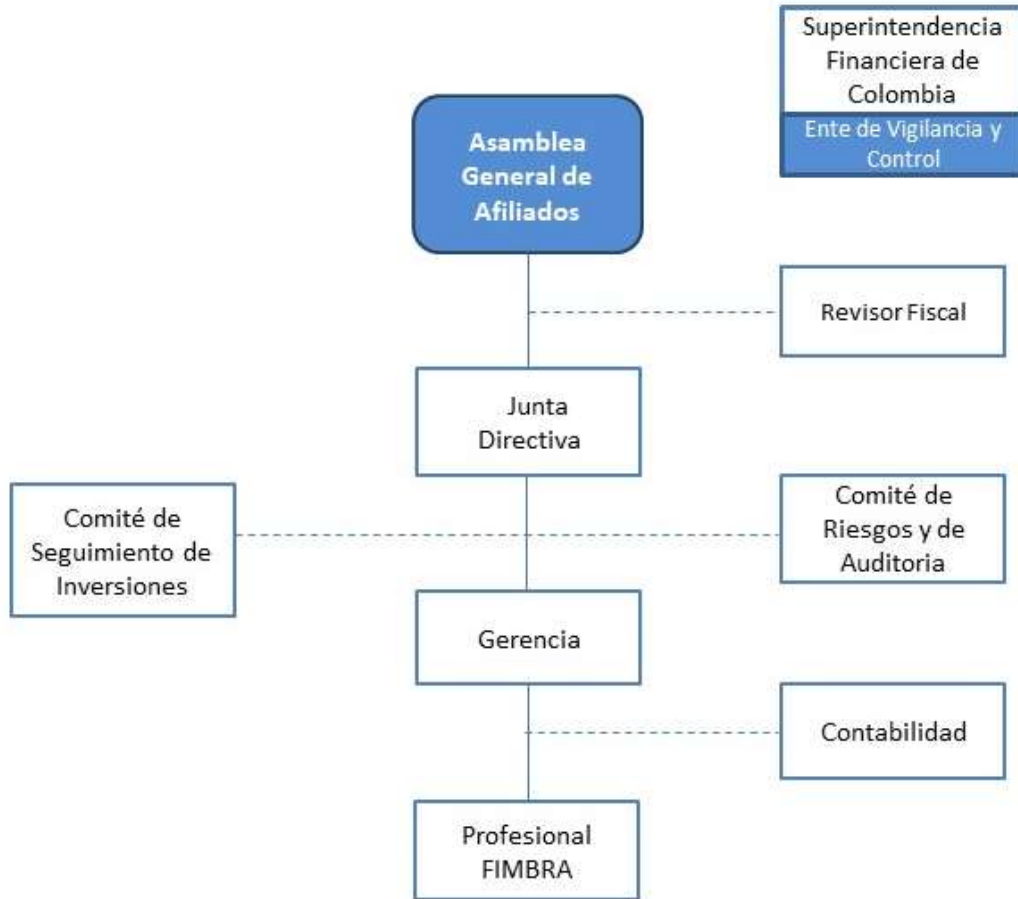 Superintendencia
Financiera de
Colombia
Ente de Vigilancia y
Control
Asamblea
General de
Afiliados
Revisor Fiscal
Junta
Directiva
Comité de
Seguimiento de
Inversiones
Comité de
Riesgos y de
Auditoria
Gerencia
Contabilidad
Profesional
FIMBRA